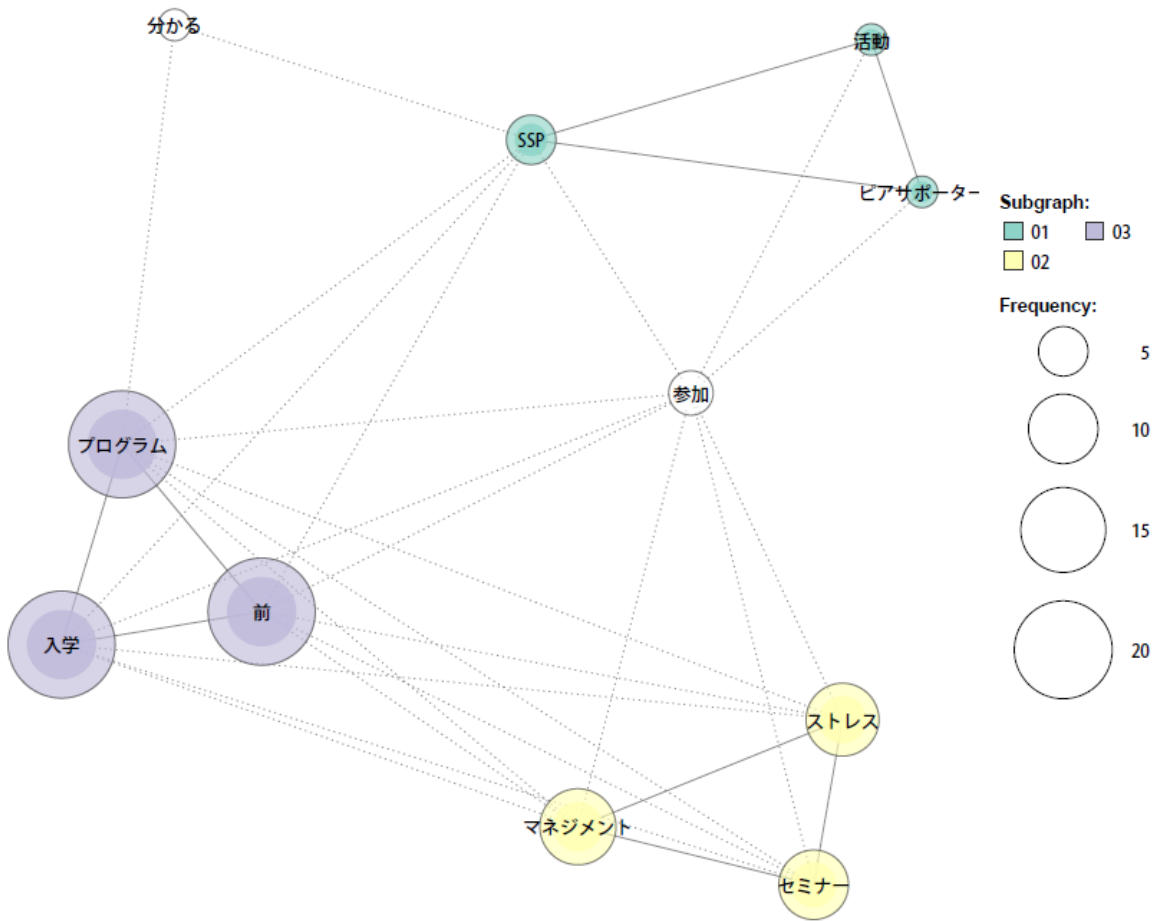 分かる
活動
SSP
ピアサポーター
Subgraph:
01 03
02
Frequency:
5
参加
10
プログラム
15
前
入学
20
ストレス
マネジメント
セミナー